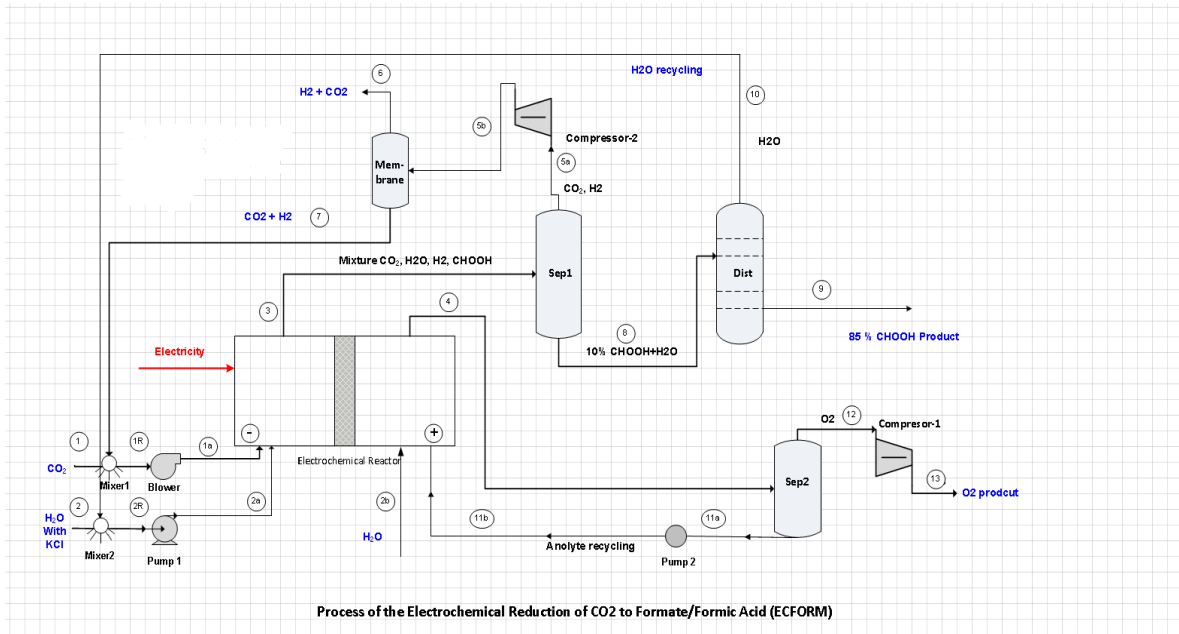 6
H2O recycling
H2 + CO2
10
5b
Compressor-2
H2O
Mem-
brane
5a
CO₂, H2
CO2 + H2
7
Mixture CO₂, H2O, H2, CHOOH
Sep1
Dist
3
4
9
8
10% CHOOH+H2O
85 % CHOOH Product
Electricity
-
+
O2
12
Compresor-1
1
1R
1a
Electrochemical Reactor
CO₂
Mixer1
Blower
Sep2
13
O2 prodcut
2
2R
2a
2b
H₂O
With
KCl
H₂O
11b
11a
Anolyte recycling
Mixer2
Pump 1
Pump 2
Process of the Electrochemical Reduction of CO2 to Formate/Formic Acid (ECFORM)